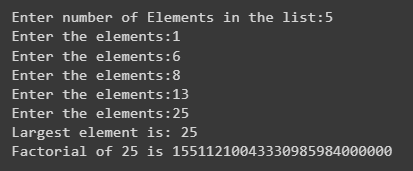 Enter number of Elements in the list:5
Enter the elements:1
Enter the elements:6
Enter the elements:8
Enter the elements:13
Enter the elements:25
Largest element is: 25
Factorial of 25 is 15511210043330985984000000